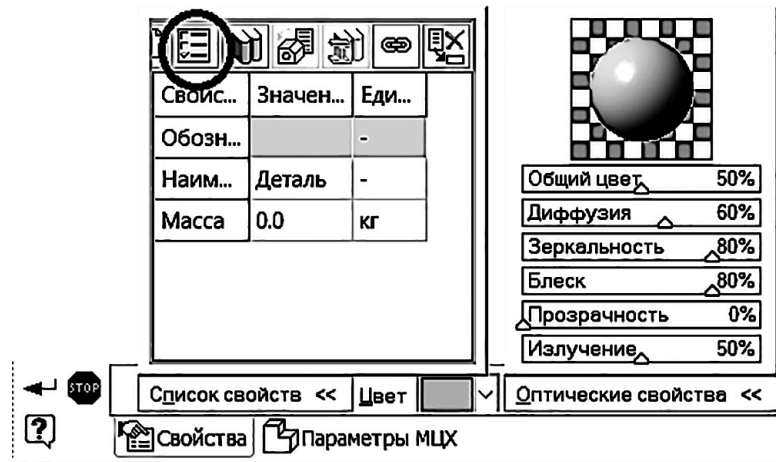 Свойс... Значен... Еди...
Обозн... -
Наим... Деталь -
Масса 0.0 кг
Общий цвет 50%
Диффузия 60%
Зеркальность 80%
Блеск 80%
Прозрачность 0%
Излучение 50%
STOP
Список свойств << Цвет Оптические свойства <<
Свойства Параметры МЦХ